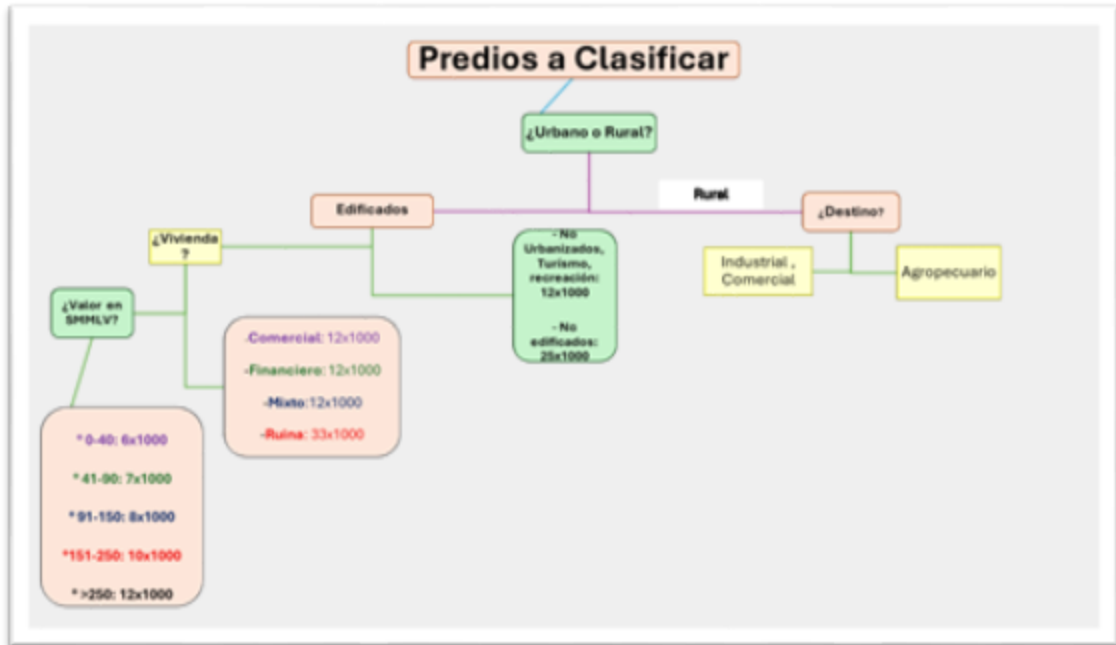 Predios a Clasificar
¿Urbano o Rural?
Rural
Edificados
¿Destino?
¿Vivienda
?
- No
Urbanizados,
Turismo,
recreación:
12x1000
- No
edificados:
25x1000
Industrial ,
Comercial
Agropecuario
¿Valor en
SMMLV?
-Comercial: 12x1000
-Financiero: 12x1000
-Mixto:12x1000
-Ruina: 33x1000
* 0-40: 6x1000
* 41-90: 7x1000
* 91-150: 8x1000
*151-250: 10x1000
* >250: 12x1000